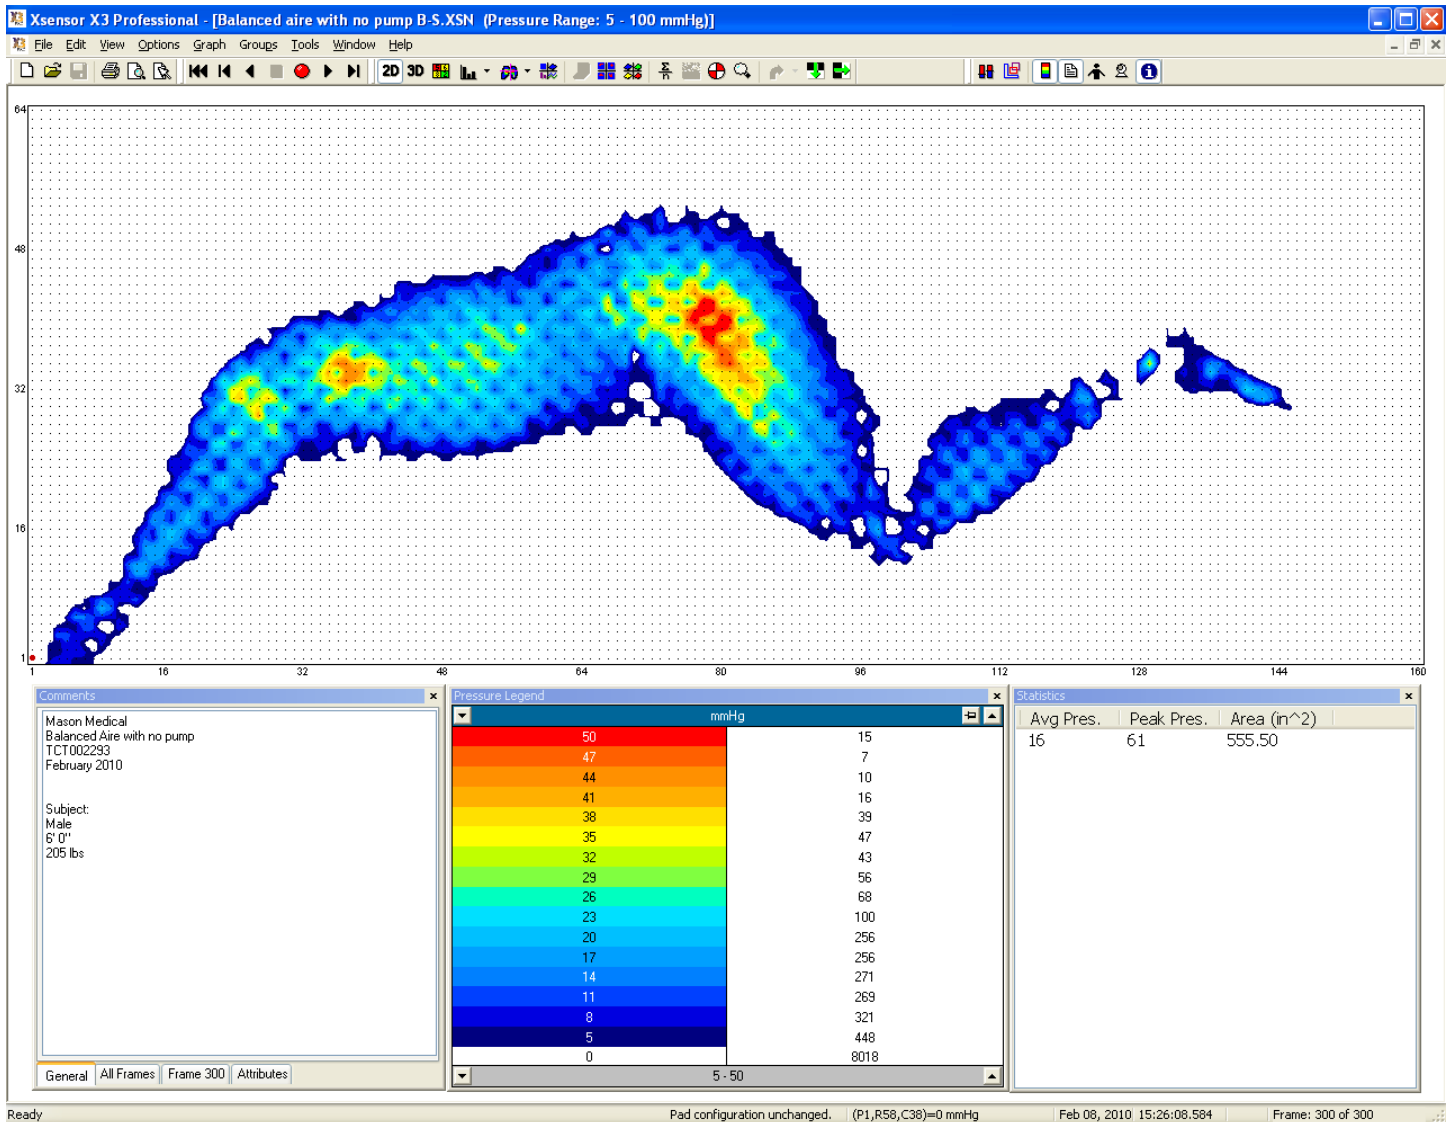 Xsensor X3 Professional - [Balanced aire with no pump B-S.XSN (Pressure Range: 5 - 100 mmHg)]
File Edit View Options Graph Groups Tools Window Help
2D 3D
64
48
32
16
1
1 16 32 48 64 80 96 112 128 144 160
Comments
Mason Medical
Balanced Aire with no pump
TCT002293
February 2010
Subject:
Male
6' 0"
205 lbs
General All Frames Frame 300 Attributes
Pressure Legend
mmHg
50 15
47 7
44 10
41 16
38 39
35 47
32 43
29 56
26 68
23 100
20 256
17 256
14 271
11 269
8 321
5 448
0 8018
5 - 50
Statistics
Avg Pres. Peak Pres. Area (in^2)
16 61 555.50
Ready Pad configuration unchanged. (P1,R58,C38)=0 mmHg Feb 08, 2010 15:26:08.584 Frame: 300 of 300